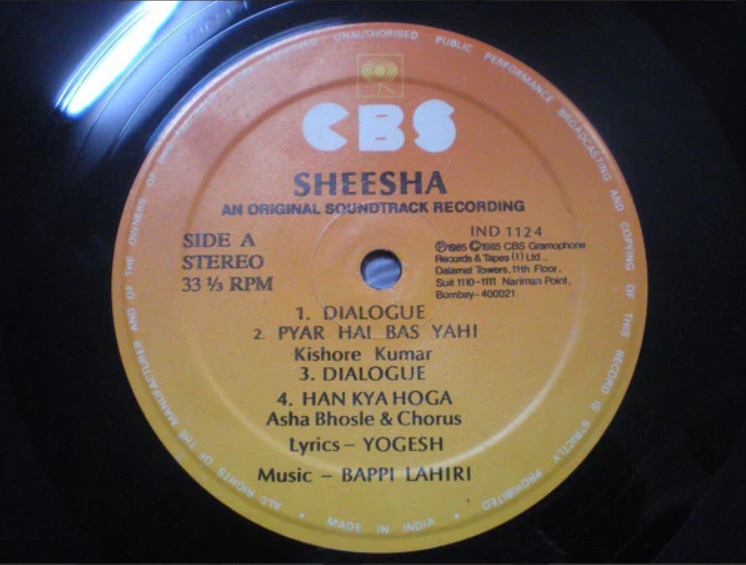 CBS
SHEESHA
AN ORIGINAL SOUNDTRACK RECORDING
SIDE A
STEREO
33 ⅓ RPM
IND 1124
Ⓟ1985 ©1985 CBS Gramophone
Records & Tapes (I) Ltd.,
Dalamal Towers, 11th Floor,
Suit 1110-1111 Nariman Point,
Bombay-400021
1. DIALOGUE
2. PYAR HAI BAS YAHI
Kishore Kumar
3. DIALOGUE
4. HAN KYA HOGA
Asha Bhosle & Chorus
Lyrics – YOGESH
Music – BAPPI LAHIRI
ALL RIGHTS OF THE MANUFACTURER AND OF THE OWNERS OF UNAUTHORISED PUBLIC PERFORMANCE BROADCASTING AND COPYING OF THIS RECORD IS STRICTLY PROHIBITED
• MADE IN INDIA •